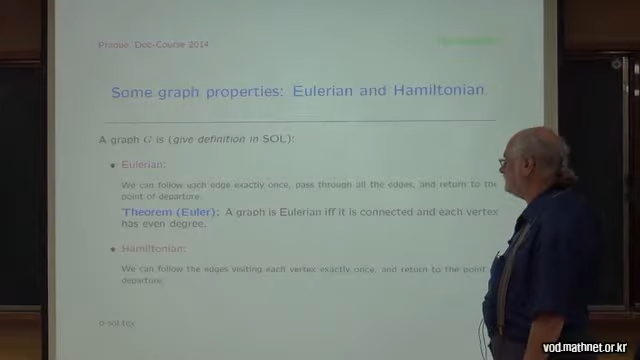 Prague, Doc-Course 2014
Some graph properties: Eulerian and Hamiltonian
A graph G is (give definition in SOL):
• Eulerian:
We can follow each edge exactly once, pass through all the edges, and return to the
point of departure.
Theorem (Euler): A graph is Eulerian iff it is connected and each vertex
has even degree.
• Hamiltonian:
We can follow the edges visiting each vertex exactly once, and return to the point
departure.
p-sol.tex
vod.mathnet.or.kr